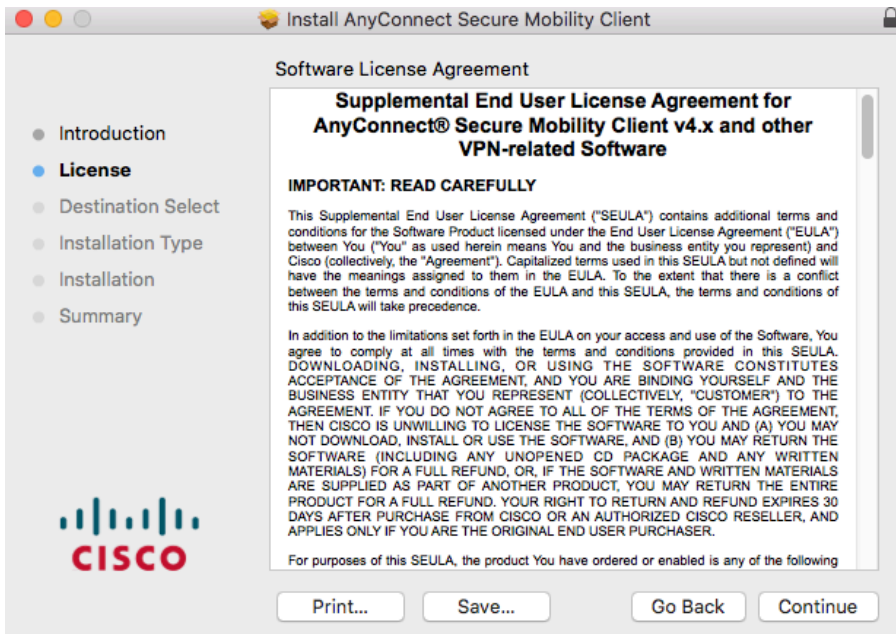 Install AnyConnect Secure Mobility Client
Introduction
License
Destination Select
Installation Type
Installation
Summary
CISCO
Software License Agreement
Supplemental End User License Agreement for
AnyConnect® Secure Mobility Client v4.x and other
VPN-related Software
IMPORTANT: READ CAREFULLY
This Supplemental End User License Agreement ("SEULA") contains additional terms and
conditions for the Software Product licensed under the End User License Agreement ("EULA")
between You ("You" as used herein means You and the business entity you represent) and
Cisco (collectively, the "Agreement"). Capitalized terms used in this SEULA but not defined will
have the meanings assigned to them in the EULA. To the extent that there is a conflict
between the terms and conditions of the EULA and this SEULA, the terms and conditions of
this SEULA will take precedence.
In addition to the limitations set forth in the EULA on your access and use of the Software, You
agree to comply at all times with the terms and conditions provided in this SEULA.
DOWNLOADING, INSTALLING, OR USING THE SOFTWARE CONSTITUTES
ACCEPTANCE OF THE AGREEMENT, AND YOU ARE BINDING YOURSELF AND THE
BUSINESS ENTITY THAT YOU REPRESENT (COLLECTIVELY, "CUSTOMER") TO THE
AGREEMENT. IF YOU DO NOT AGREE TO ALL OF THE TERMS OF THE AGREEMENT,
THEN CISCO IS UNWILLING TO LICENSE THE SOFTWARE TO YOU AND (A) YOU MAY
NOT DOWNLOAD, INSTALL OR USE THE SOFTWARE, AND (B) YOU MAY RETURN THE
SOFTWARE (INCLUDING ANY UNOPENED CD PACKAGE AND ANY WRITTEN
MATERIALS) FOR A FULL REFUND, OR, IF THE SOFTWARE AND WRITTEN MATERIALS
ARE SUPPLIED AS PART OF ANOTHER PRODUCT, YOU MAY RETURN THE ENTIRE
PRODUCT FOR A FULL REFUND. YOUR RIGHT TO RETURN AND REFUND EXPIRES 30
DAYS AFTER PURCHASE FROM CISCO OR AN AUTHORIZED CISCO RESELLER, AND
APPLIES ONLY IF YOU ARE THE ORIGINAL END USER PURCHASER.
For purposes of this SEULA, the product You have ordered or enabled is any of the following
Print...
Save...
Go Back
Continue